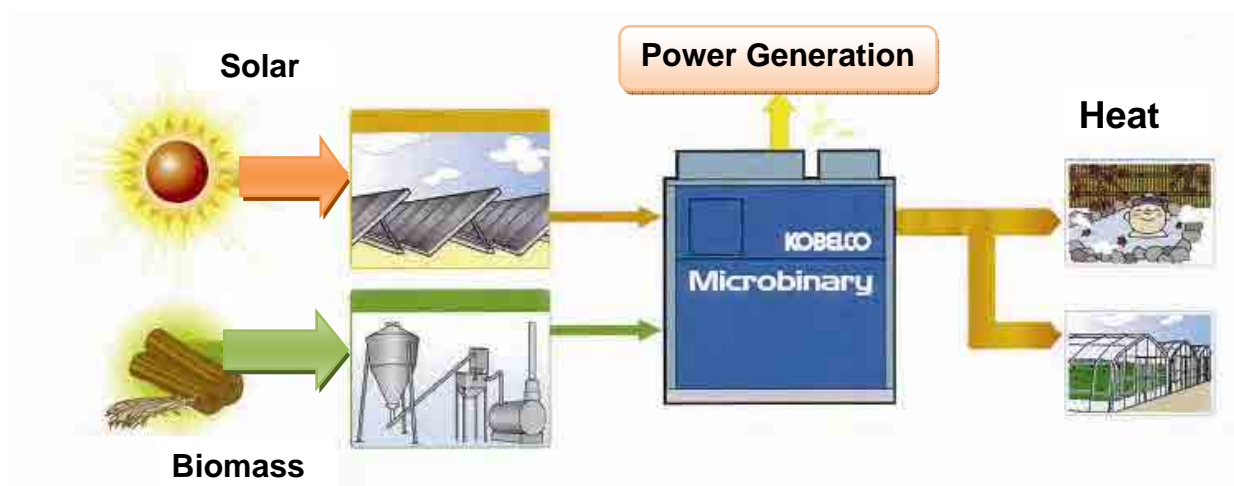 Solar
Power Generation
Heat
KOBELCO
Microbinary
Biomass